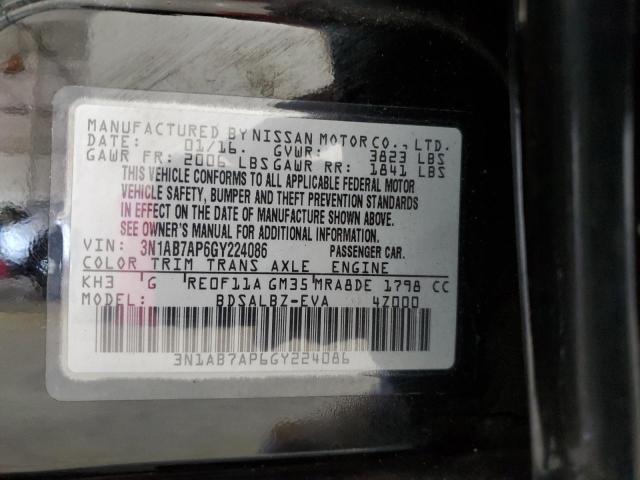 MANUFACTURED BY NISSAN MOTOR CO., LTD.
DATE: 01/16. GVWR: 3823 LBS
GAWR FR: 2006 LBS GAWR RR: 1841 LBS
THIS VEHICLE CONFORMS TO ALL APPLICABLE FEDERAL MOTOR
VEHICLE SAFETY, BUMPER AND THEFT PREVENTION STANDARDS
IN EFFECT ON THE DATE OF MANUFACTURE SHOWN ABOVE.
SEE OWNER'S MANUAL FOR ADDITIONAL INFORMATION.
VIN: 3N1AB7AP6GY224086 PASSENGER CAR.
COLOR TRIM TRANS AXLE ENGINE
KH3 G RE0F11A GM35 MRA8DE 1798 CC
MODEL: BDSALBZ-EVA 4Z000
3N1AB7AP6GY224086